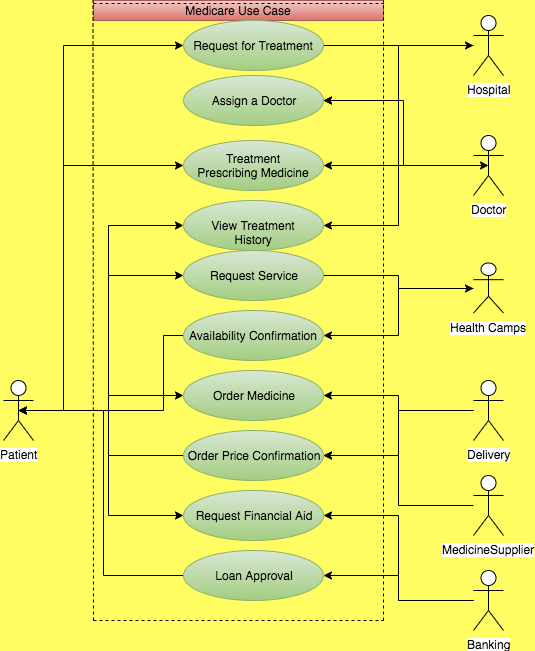 Medicare Use Case
Request for Treatment
Hospital
Assign a Doctor
Treatment
Prescribing Medicine
Doctor
View Treatment
History
Request Service
Health Camps
Availability Confirmation
Order Medicine
Patient
Order Price Confirmation
Delivery
Request Financial Aid
MedicineSupplier
Loan Approval
Banking